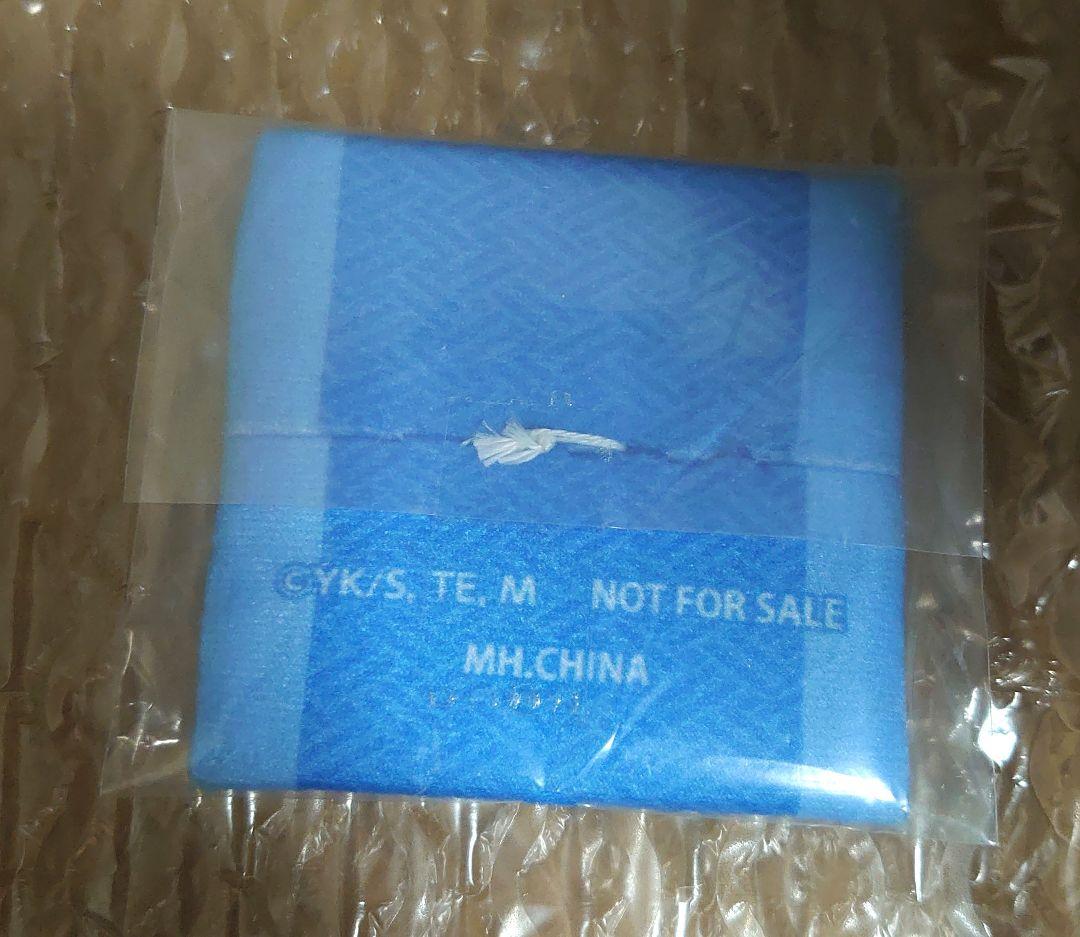 ©YK/S, TE, M NOT FOR SALE
MH.CHINA